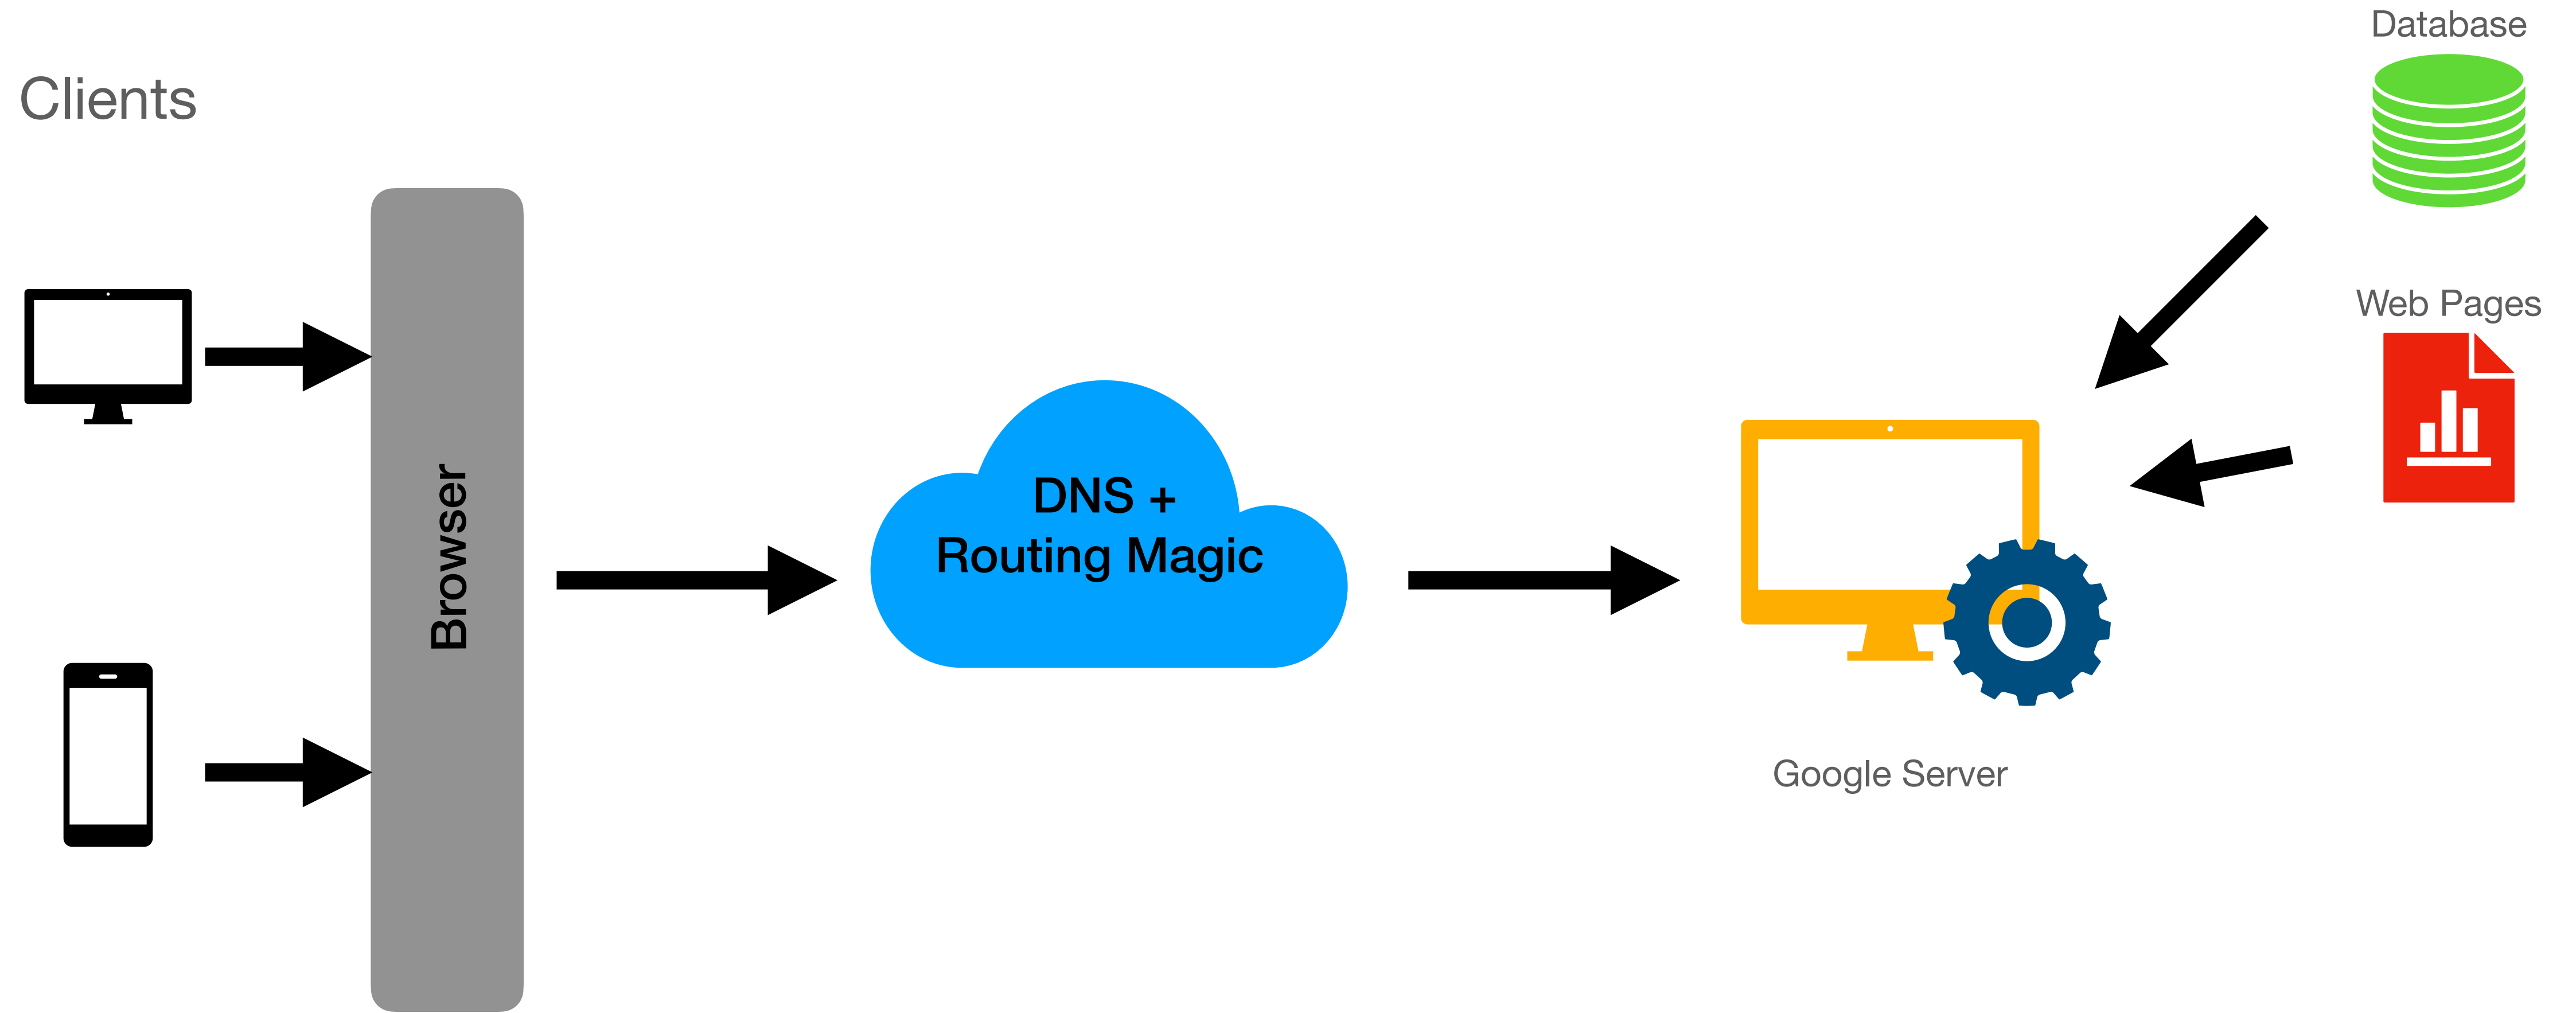 Clients
Browser
DNS +
Routing Magic
Google Server
Database
Web Pages